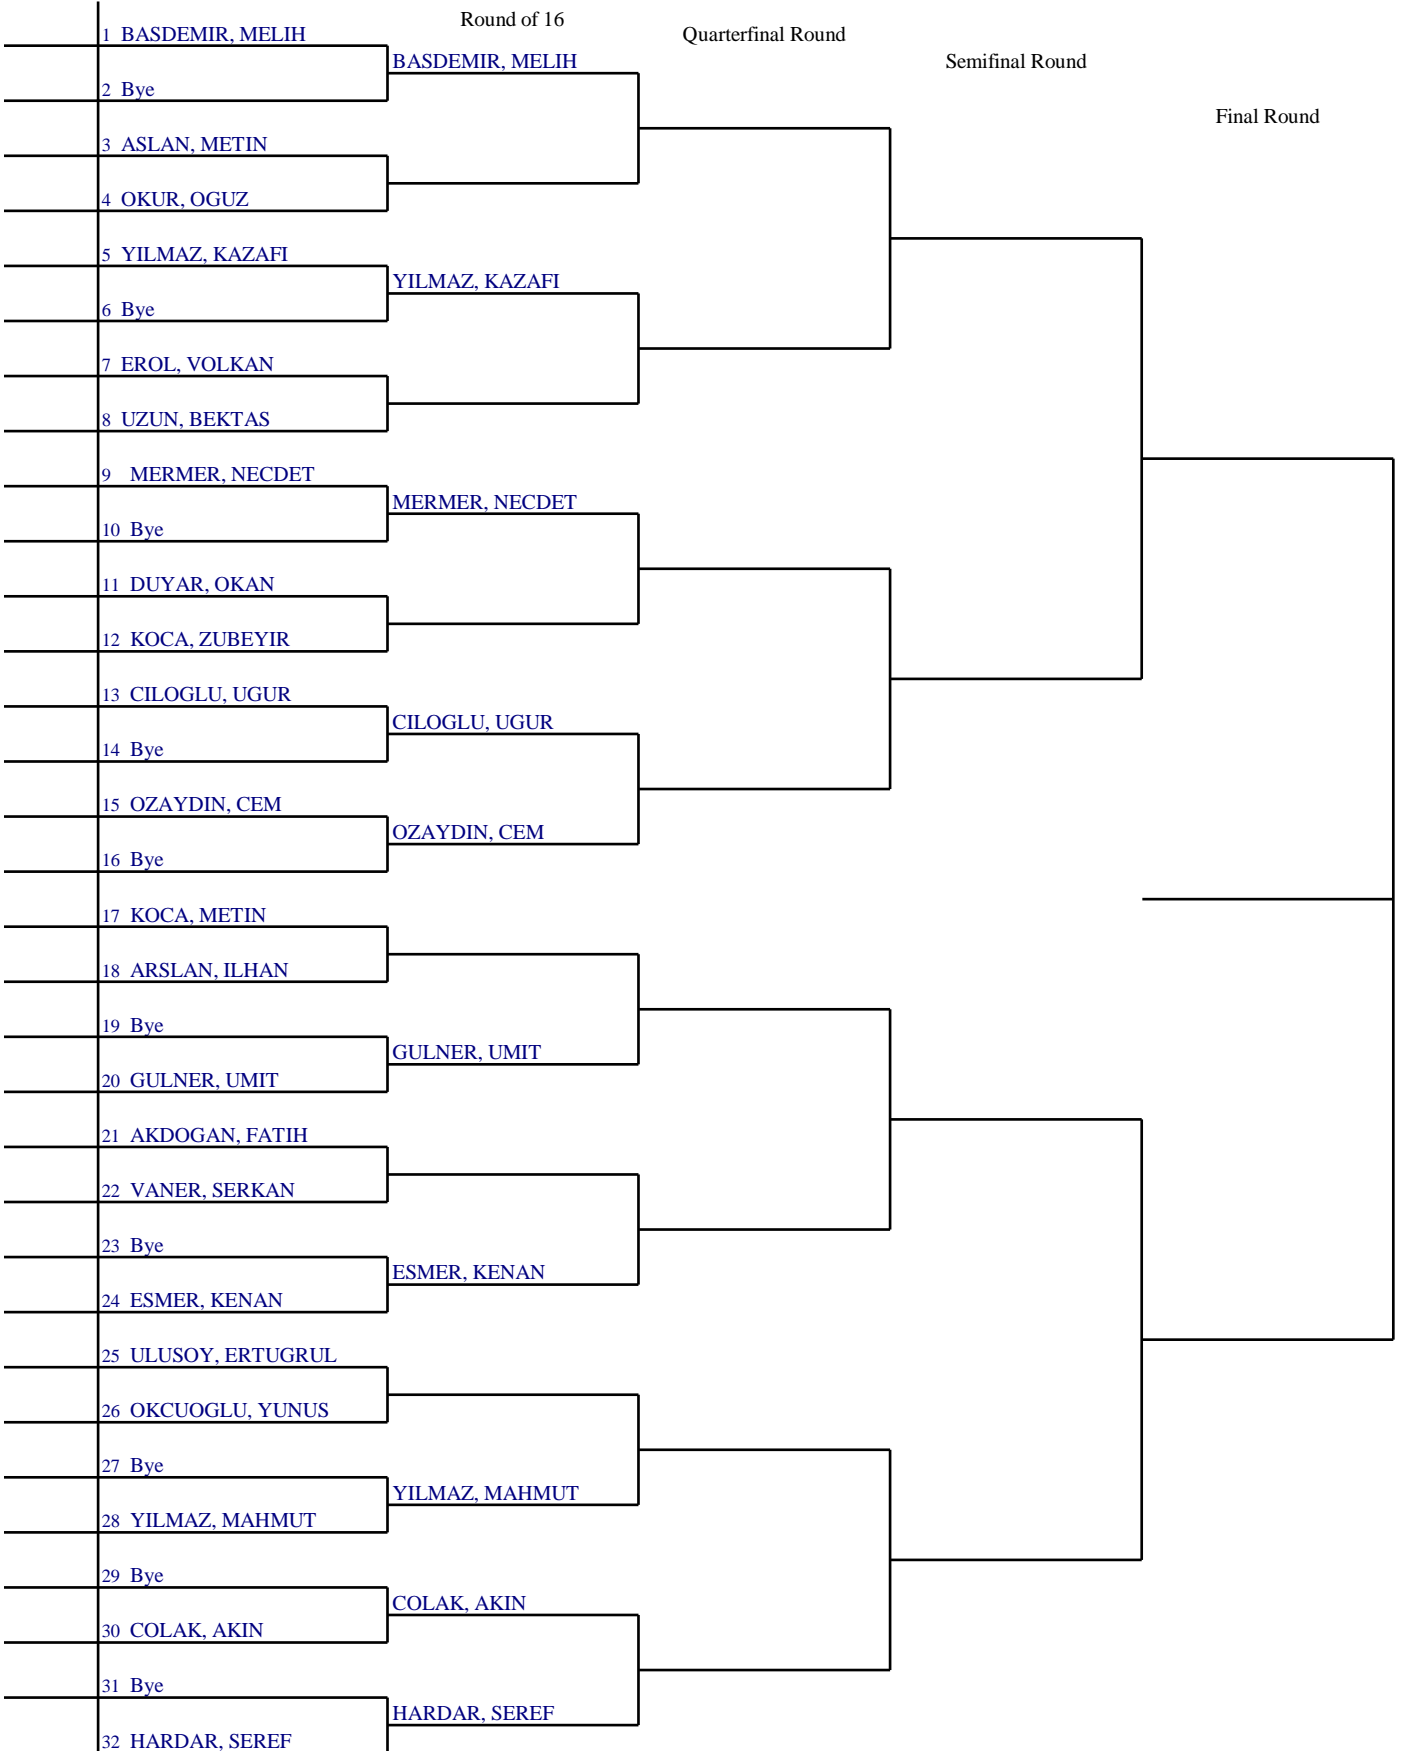 Round of 16
Quarterfinal Round
Semifinal Round
Final Round
1 BASDEMIR, MELIH
BASDEMIR, MELIH
2 Bye
3 ASLAN, METIN
4 OKUR, OGUZ
5 YILMAZ, KAZAFI
YILMAZ, KAZAFI
6 Bye
7 EROL, VOLKAN
8 UZUN, BEKTAS
9 MERMER, NECDET
MERMER, NECDET
10 Bye
11 DUYAR, OKAN
12 KOCA, ZUBEYIR
13 CILOGLU, UGUR
CILOGLU, UGUR
14 Bye
15 OZAYDIN, CEM
OZAYDIN, CEM
16 Bye
17 KOCA, METIN
18 ARSLAN, ILHAN
19 Bye
GULNER, UMIT
20 GULNER, UMIT
21 AKDOGAN, FATIH
22 VANER, SERKAN
23 Bye
ESMER, KENAN
24 ESMER, KENAN
25 ULUSOY, ERTUGRUL
26 OKCUOGLU, YUNUS
27 Bye
YILMAZ, MAHMUT
28 YILMAZ, MAHMUT
29 Bye
COLAK, AKIN
30 COLAK, AKIN
31 Bye
HARDAR, SEREF
32 HARDAR, SEREF